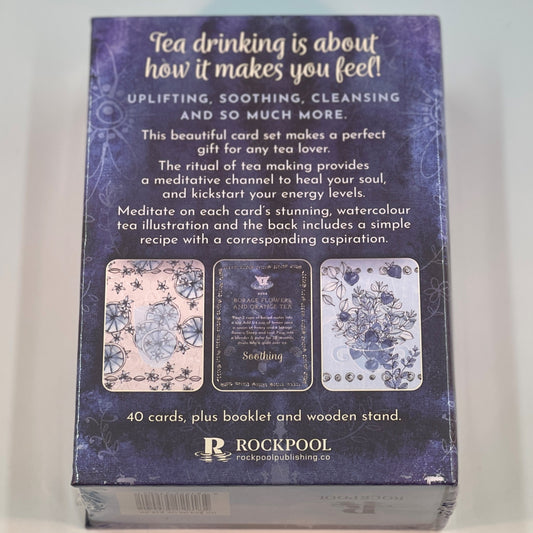 Tea drinking is about
how it makes you feel!
UPLIFTING, SOOTHING, CLEANSING
AND SO MUCH MORE.
This beautiful card set makes a perfect
gift for any tea lover.
The ritual of tea making provides
a meditative channel to heal your soul,
and kickstart your energy levels.
Meditate on each card's stunning, watercolour
tea illustration and the back includes a simple
recipe with a corresponding aspiration.
BORAGE FLOWERS
AND ORANGE TEA
Soothing
40 cards, plus booklet and wooden stand.
R ROCKPOOL
rockpoolpublishing.co
ROCKPOOL